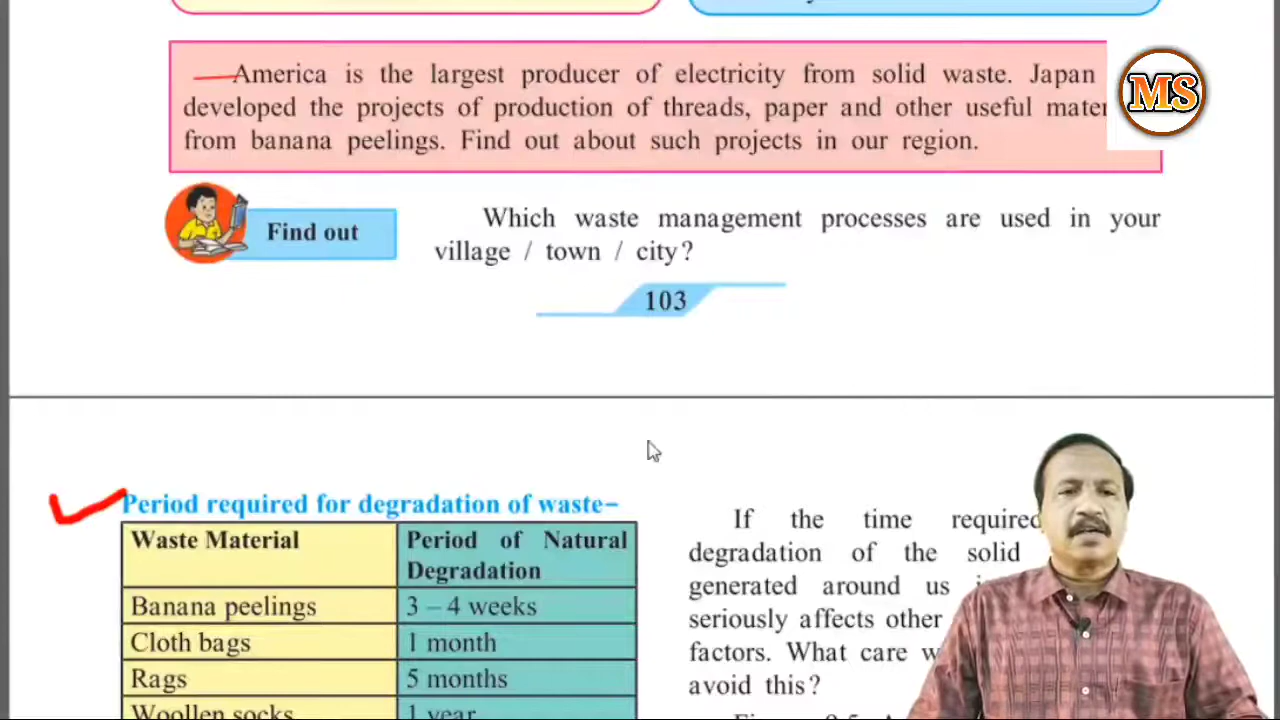 America is the largest producer of electricity from solid waste. Japan
developed the projects of production of threads, paper and other useful
from banana peelings. Find out about such projects in our region.
MS
Find out
Which waste management processes are used in your
village / town / city?
103
Period required for degradation of waste-
Waste Material
Period of Natural
Degradation
Banana peelings
3 – 4 weeks
Cloth bags
1 month
Rags
5 months
Woollen socks
1 year
If the time required
degradation of the solid
generated around us
seriously affects other
factors. What care
avoid this?